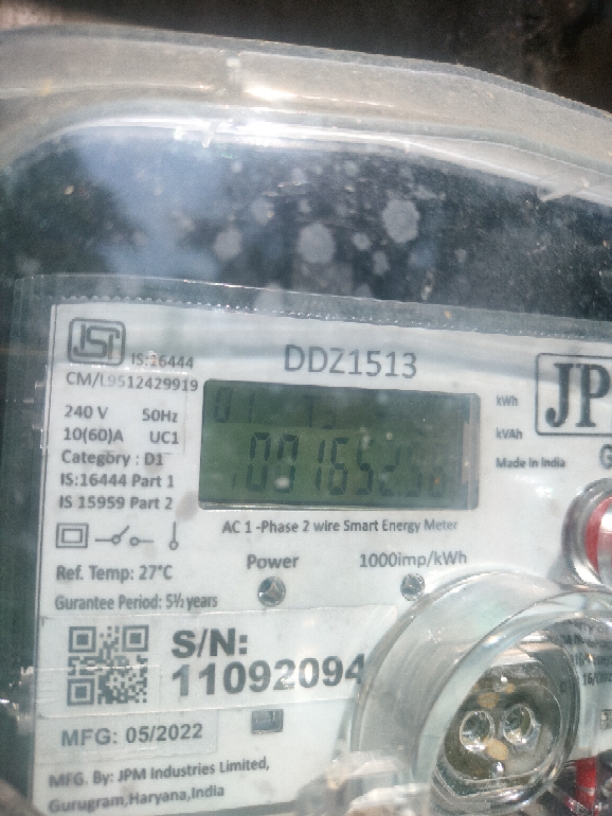 ISI
IS:16444
CM/L9512429919
DDZ1513
240 V 50Hz
10(60)A UC1
Category : D1
IS:16444 Part 1
IS 15959 Part 2
01
kWh
kVAh
Made in India
JP
G
AC 1 -Phase 2 wire Smart Energy Meter
Ref. Temp: 27°C
Power
1000imp/kWh
Gurantee Period: 5½ years
S/N:
11092094
MFG: 05/2022
MFG. By: JPM Industries Limited,
Gurugram,Haryana,India